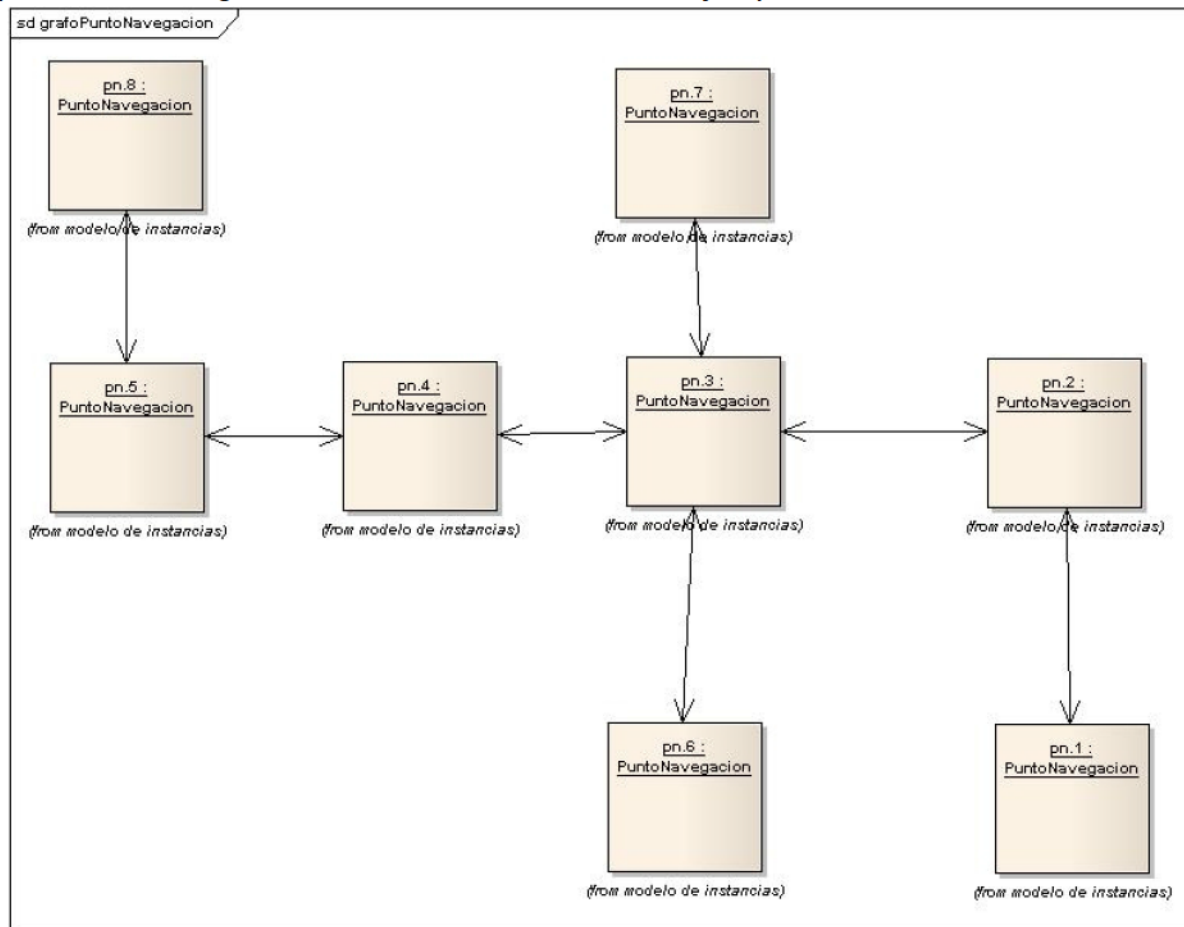 sd grafoPuntoNavegacion
pn.8 :
PuntoNavegacion
(from modelo de instancias)
pn.7 :
PuntoNavegacion
(from modelo de instancias)
pn.5 :
PuntoNavegacion
(from modelo de instancias)
pn.4 :
PuntoNavegacion
(from modelo de instancias)
pn.3 :
PuntoNavegacion
(from modelo de instancias)
pn.2 :
PuntoNavegacion
(from modelo de instancias)
pn.6 :
PuntoNavegacion
(from modelo de instancias)
pn.1 :
PuntoNavegacion
(from modelo de instancias)